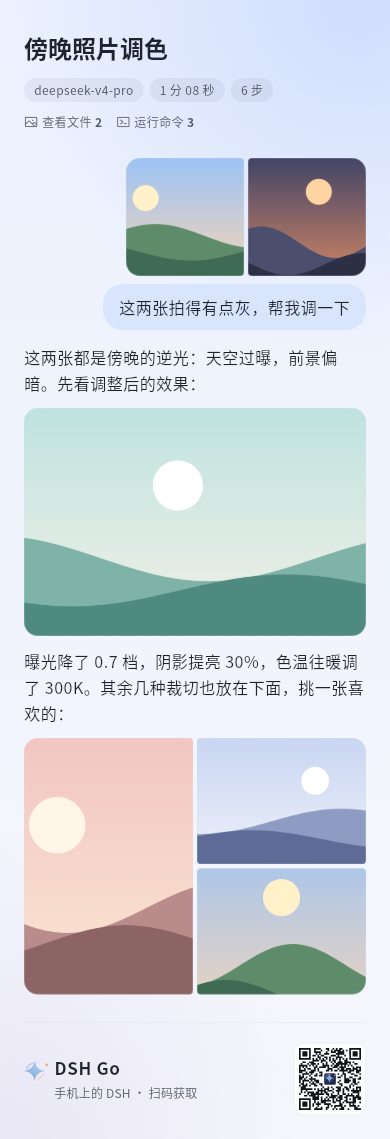 傍晚照片调色
deepseek-v4-pro
1 分 08 秒
6 步
查看文件 2
运行命令 3
这两张拍得有点灰，帮我调一下
这两张都是傍晚的逆光：天空过曝，前景偏
暗。先看调整后的效果：
曝光降了 0.7 档，阴影提亮 30%，色温往暖调
了 300K。其余几种裁切也放在下面，挑一张喜
欢的：
DSH Go
手机上的 DSH · 扫码获取